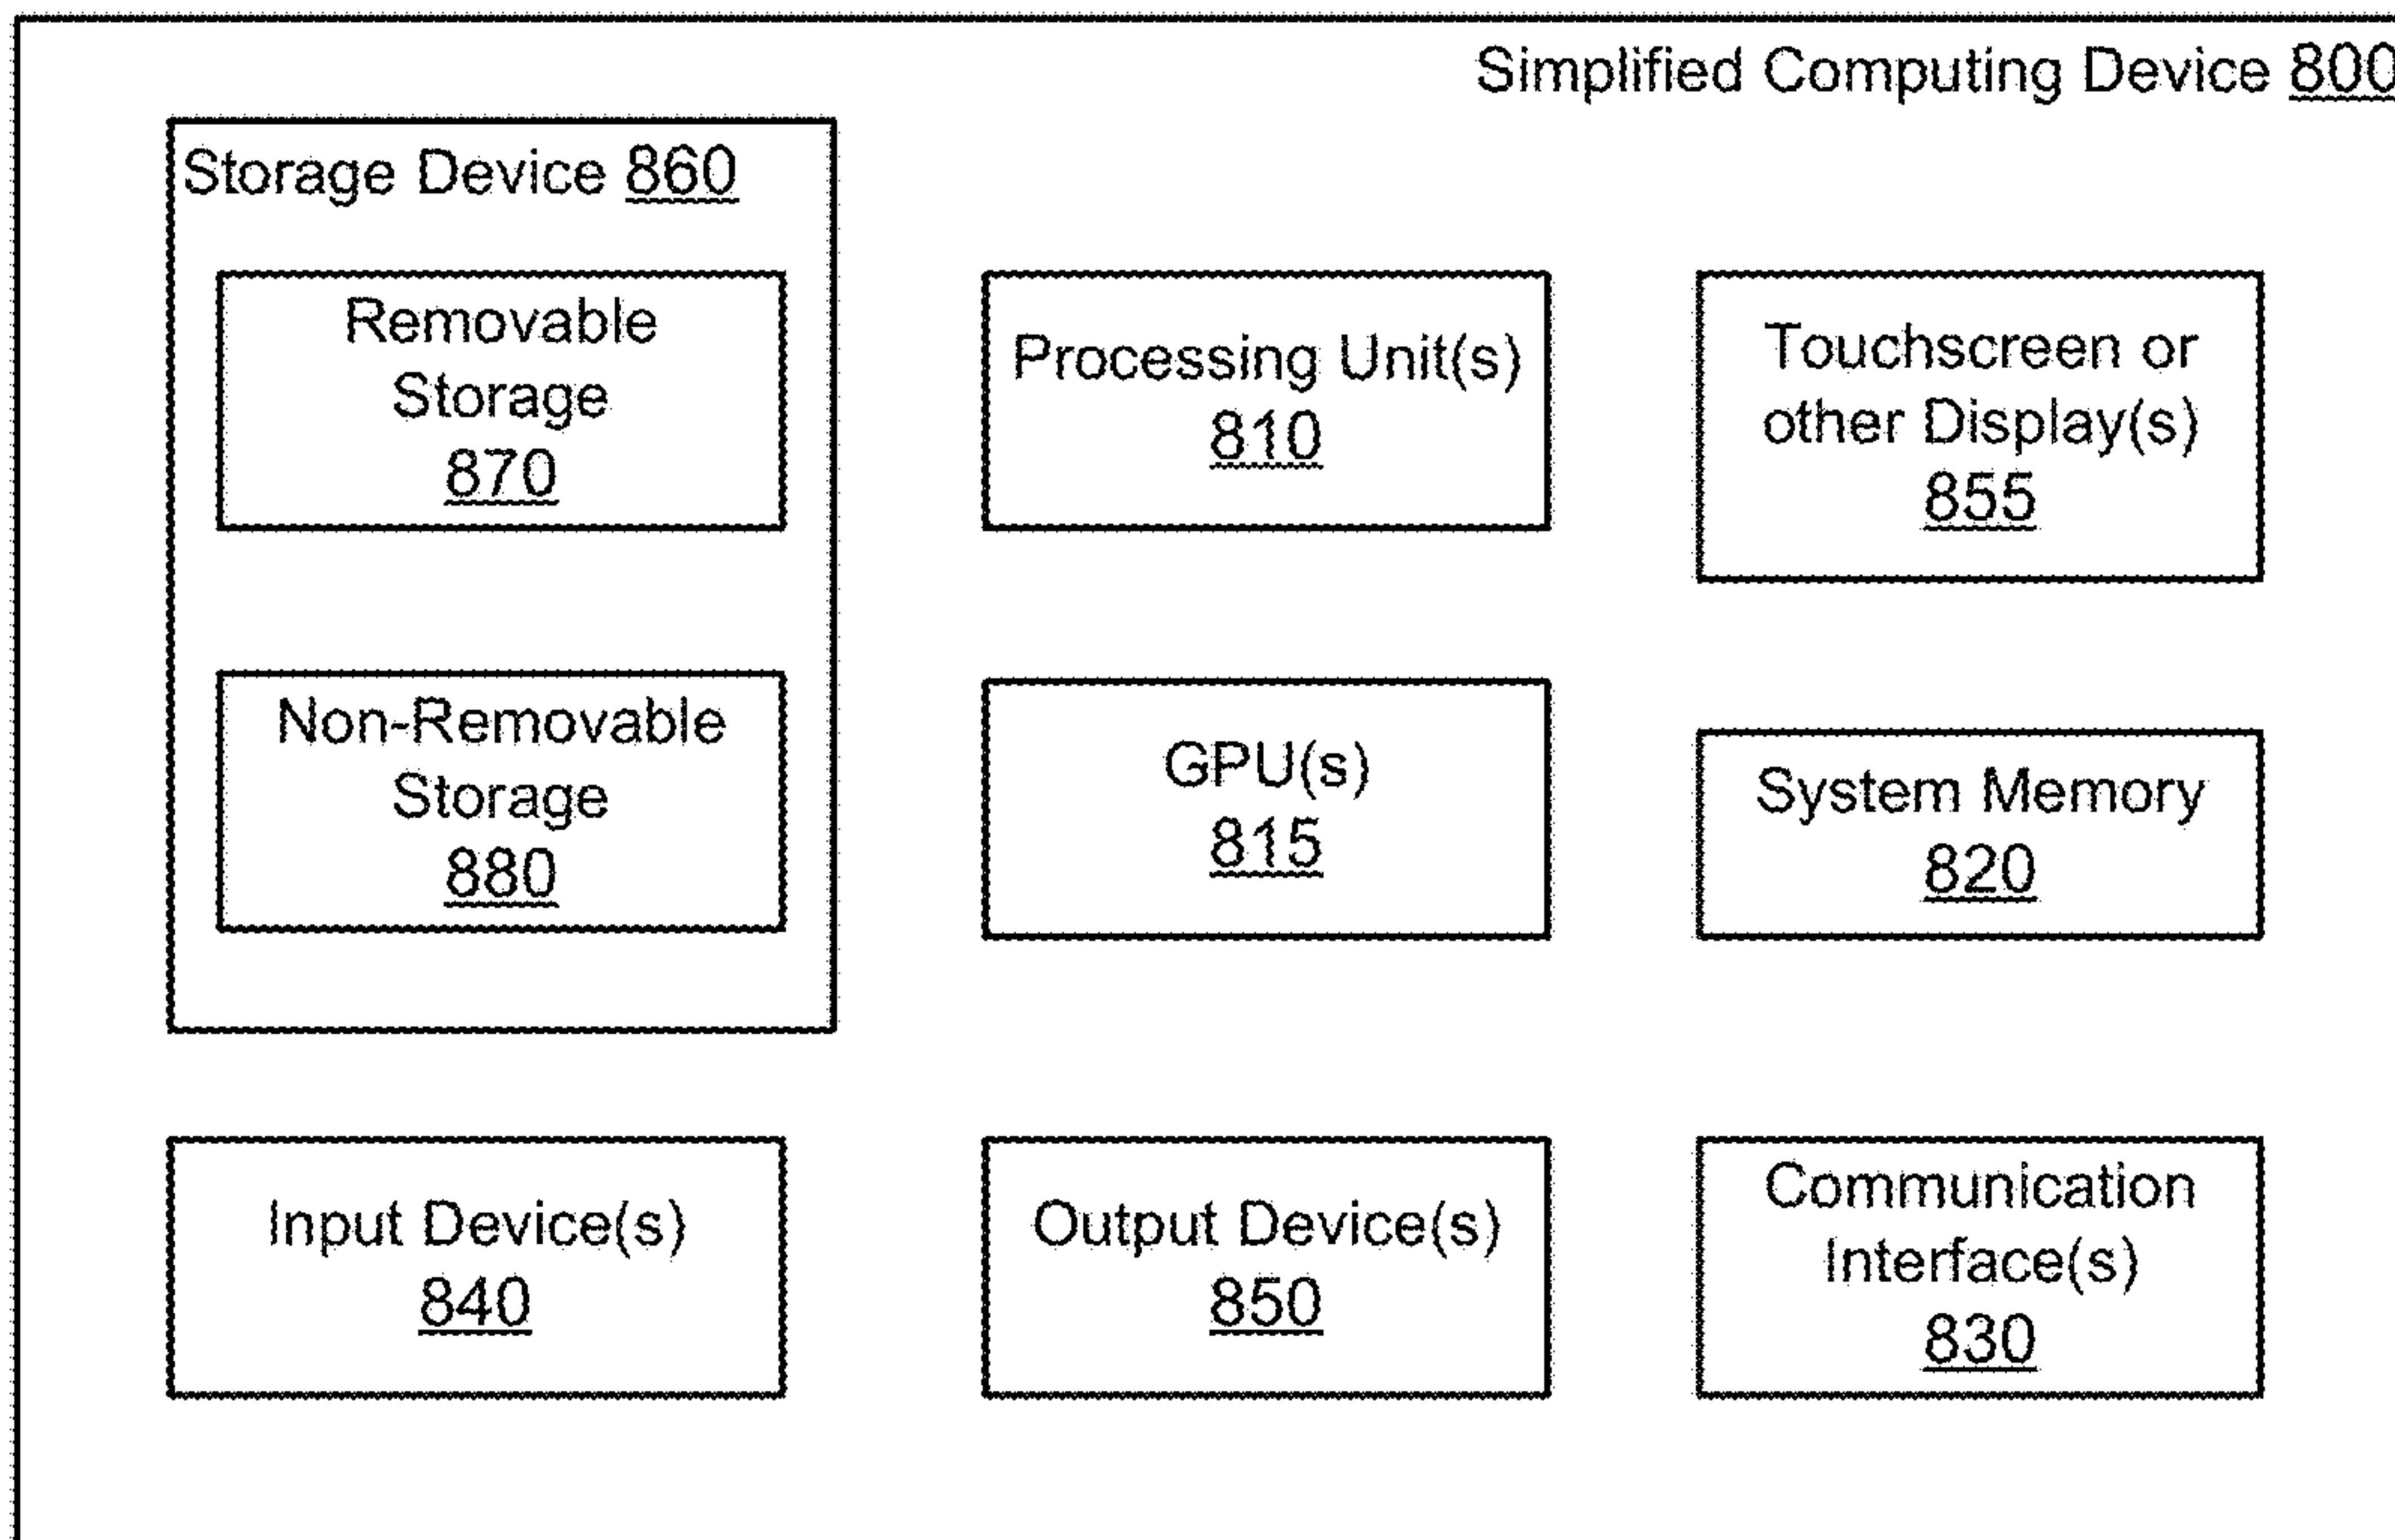 Simplified Computing Device 800
Storage Device 860
Removable
Storage
870
Processing Unit(s)
810
Touchscreen or
other Display(s)
855
Non-Removable
Storage
880
GPU(s)
815
System Memory
820
Input Device(s)
840
Output Device(s)
850
Communication
Interface(s)
830